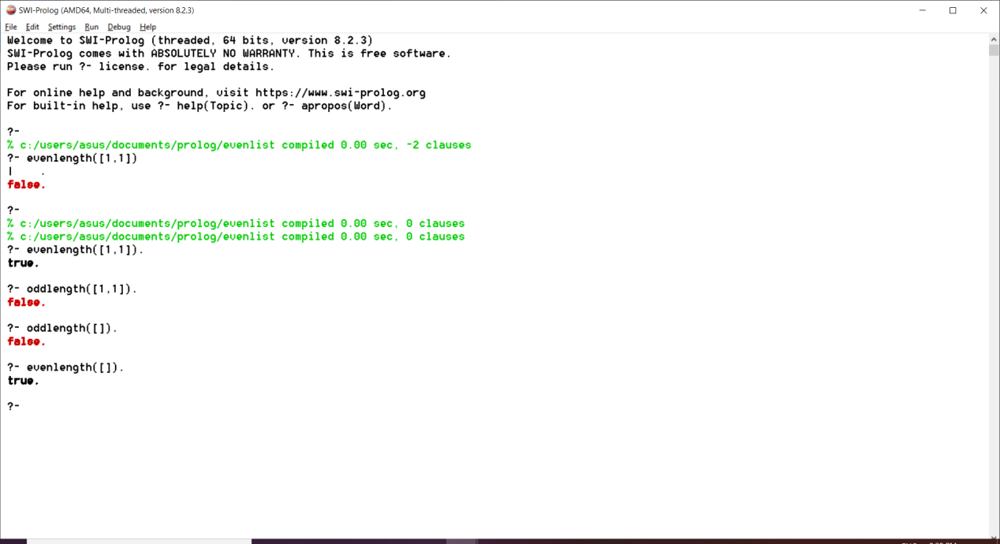 SWI-Prolog (AMD64, Multi-threaded, version 8.2.3)
File Edit Settings Run Debug Help
Welcome to SWI-Prolog (threaded, 64 bits, version 8.2.3)
SWI-Prolog comes with ABSOLUTELY NO WARRANTY. This is free software.
Please run ?- license. for legal details.
For online help and background, visit https://www.swi-prolog.org
For built-in help, use ?- help(Topic). or ?- apropos(Word).
?-
% c:/users/asus/documents/prolog/evenlist compiled 0.00 sec, -2 clauses
?- evenlength([1,1])
|    .
false.
?-
% c:/users/asus/documents/prolog/evenlist compiled 0.00 sec, 0 clauses
% c:/users/asus/documents/prolog/evenlist compiled 0.00 sec, 0 clauses
?- evenlength([1,1]).
true.
?- oddlength([1,1]).
false.
?- oddlength([]).
false.
?- evenlength([]).
true.
?-